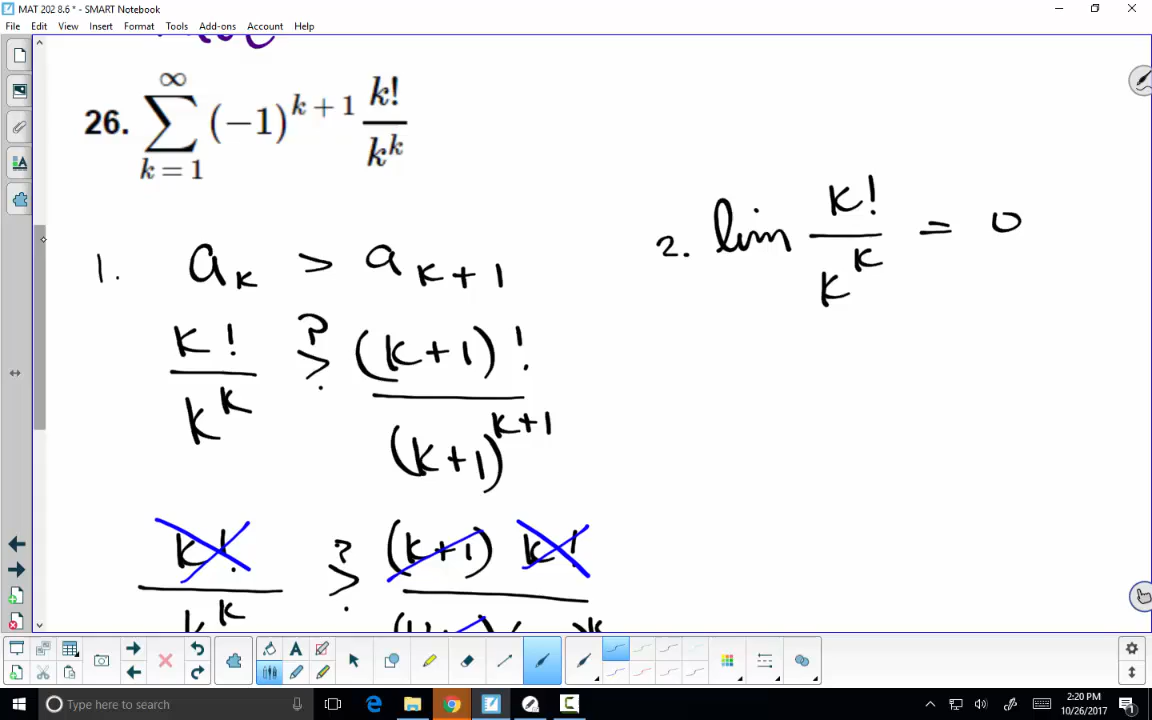 MAT 202 8.6 * - SMART Notebook
File Edit View Insert Format Tools Add-ons Account Help
26. ∑_{k=1}^{∞} (−1)^{k+1} k!/k^k
1. a_k > a_{k+1}
k!/k^k ?> (k+1)!/(k+1)^{k+1}
k! ?> (k+1) k!
k^k
2. lim k!/k^k = 0
Type here to search
2:20 PM
10/26/2017
1